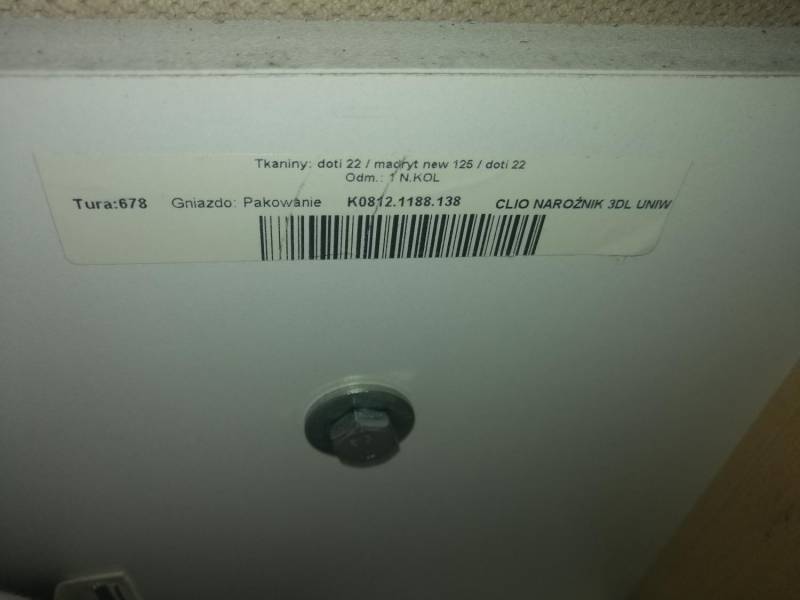 Tkaniny: doti 22 / madryt new 125 / doti 22
Odm.: 1 N.KOL
Tura:678 Gniazdo: Pakowanie K0812.1188.138 CLIO NAROŻNIK 3DL UNIW